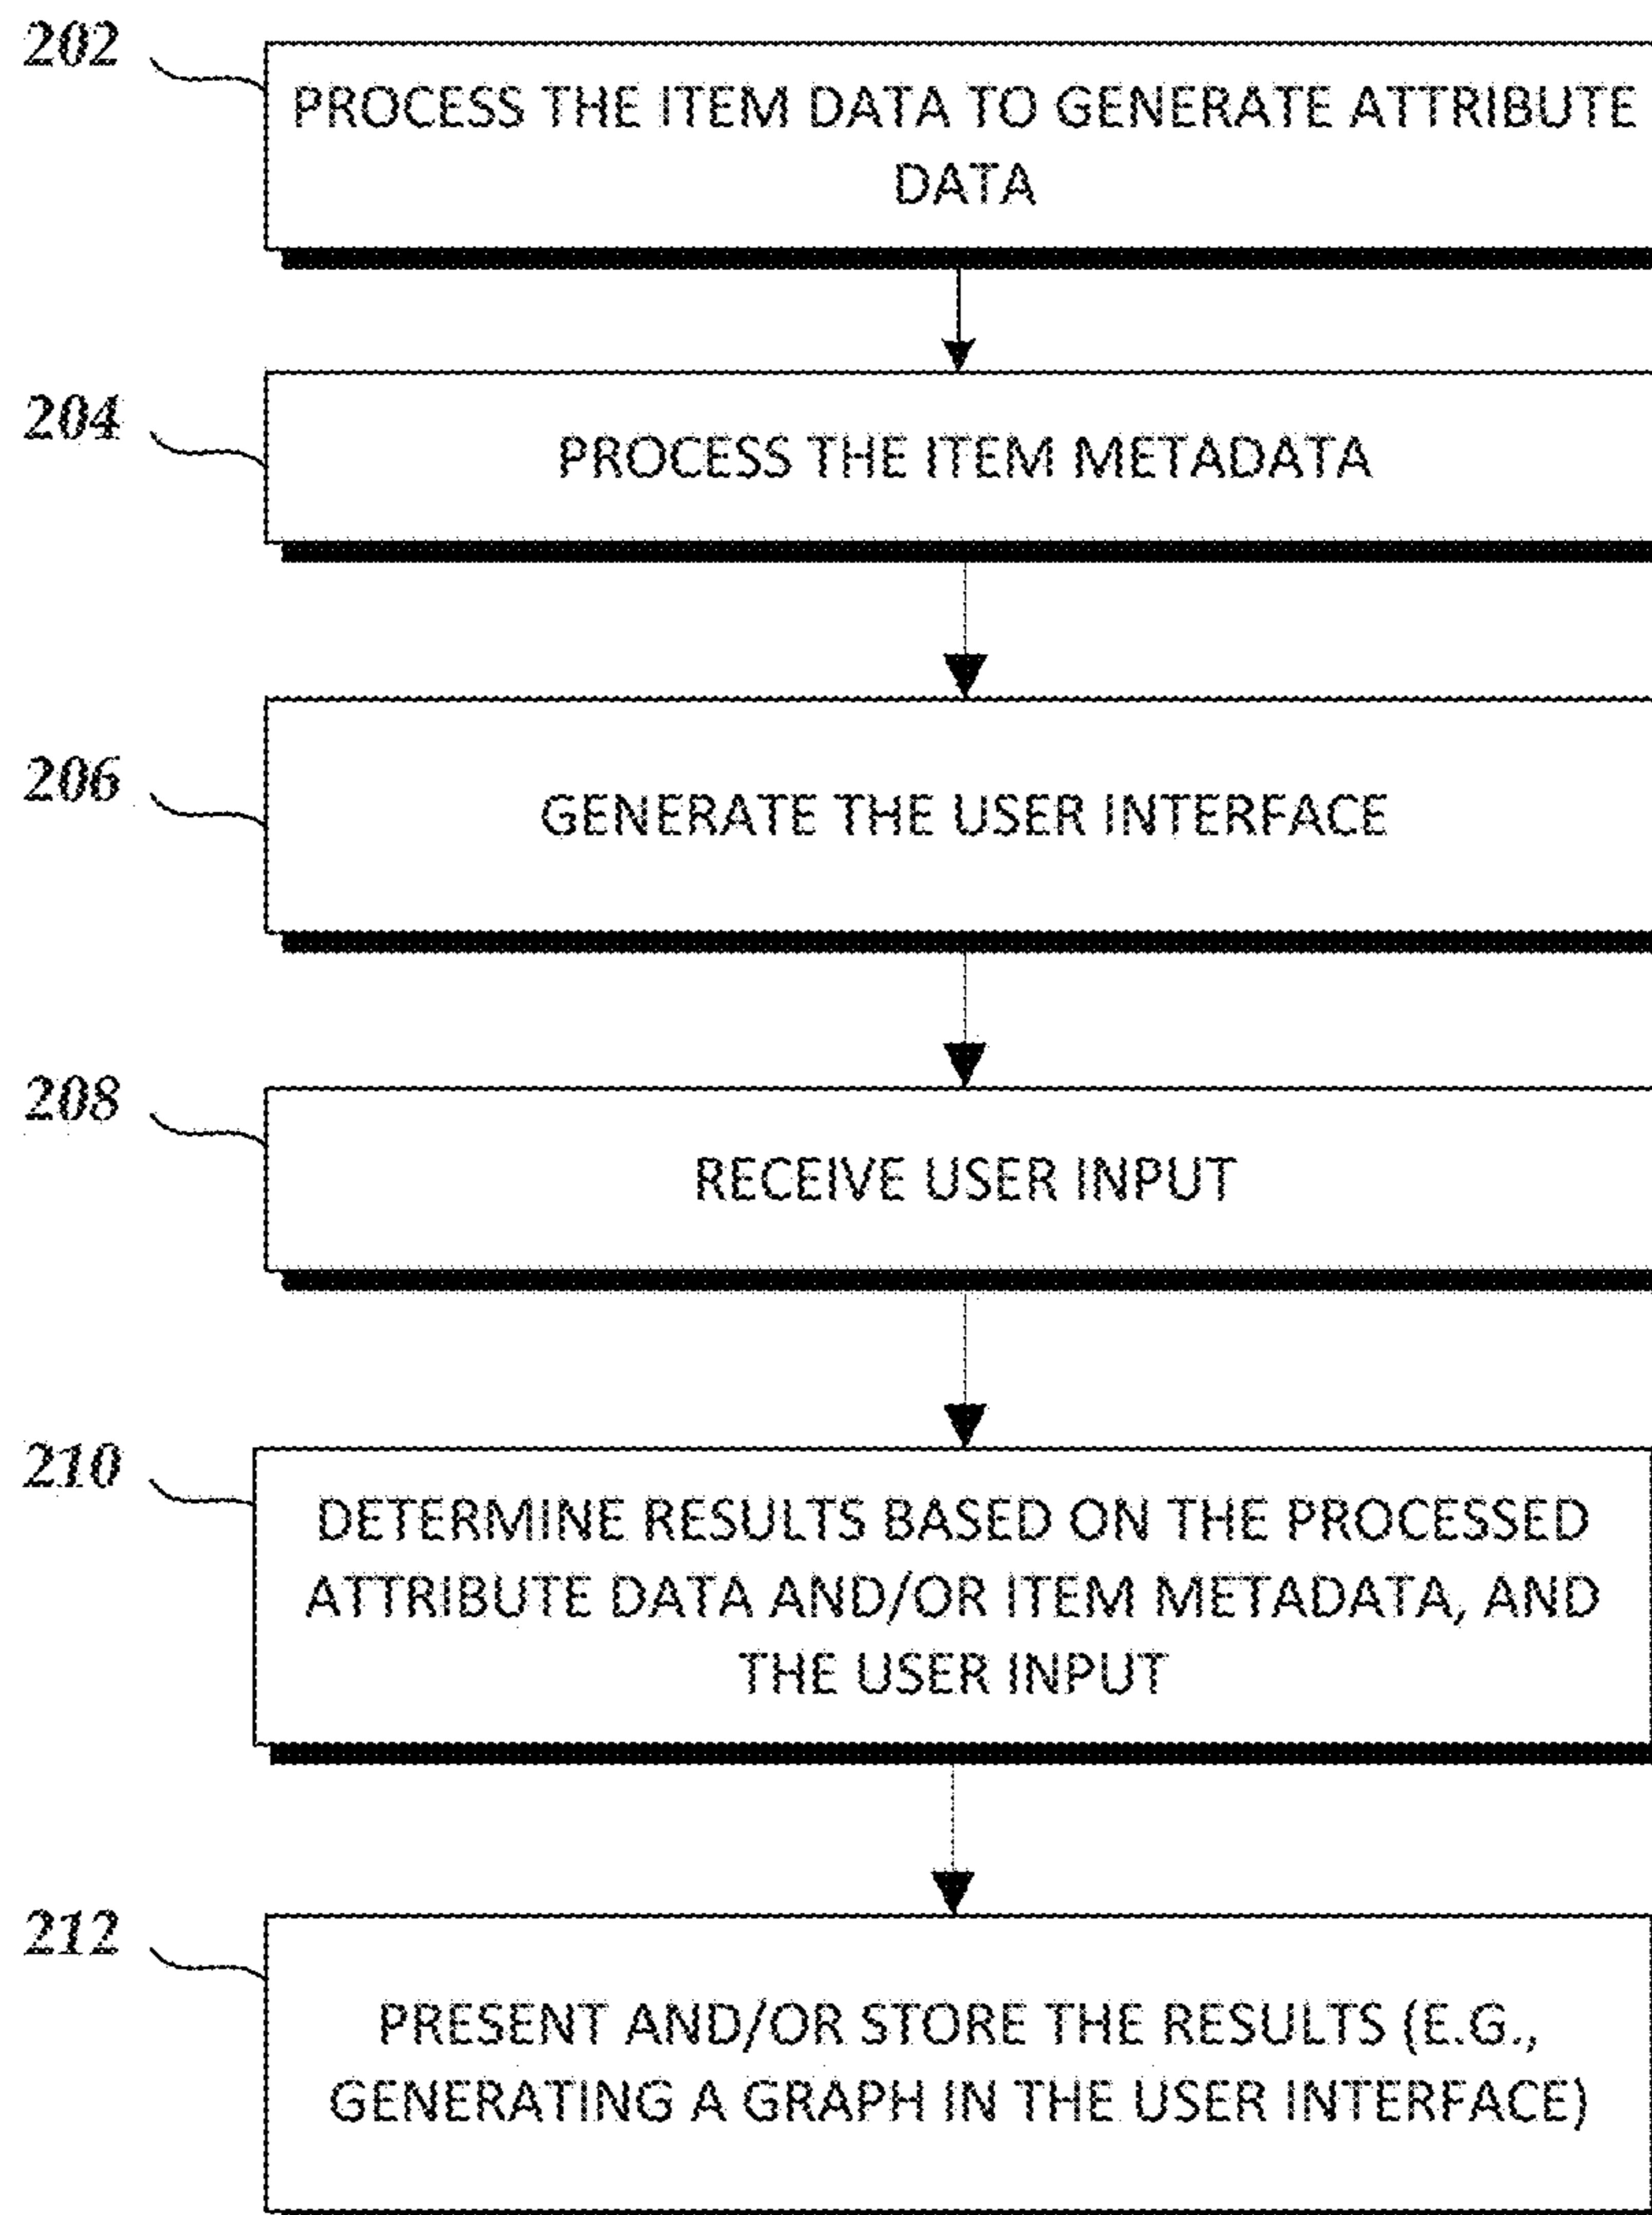 202
PROCESS THE ITEM DATA TO GENERATE ATTRIBUTE
DATA
204
PROCESS THE ITEM METADATA
206
GENERATE THE USER INTERFACE
208
RECEIVE USER INPUT
210
DETERMINE RESULTS BASED ON THE PROCESSED
ATTRIBUTE DATA AND/OR ITEM METADATA, AND
THE USER INPUT
212
PRESENT AND/OR STORE THE RESULTS (E.G.,
GENERATING A GRAPH IN THE USER INTERFACE)